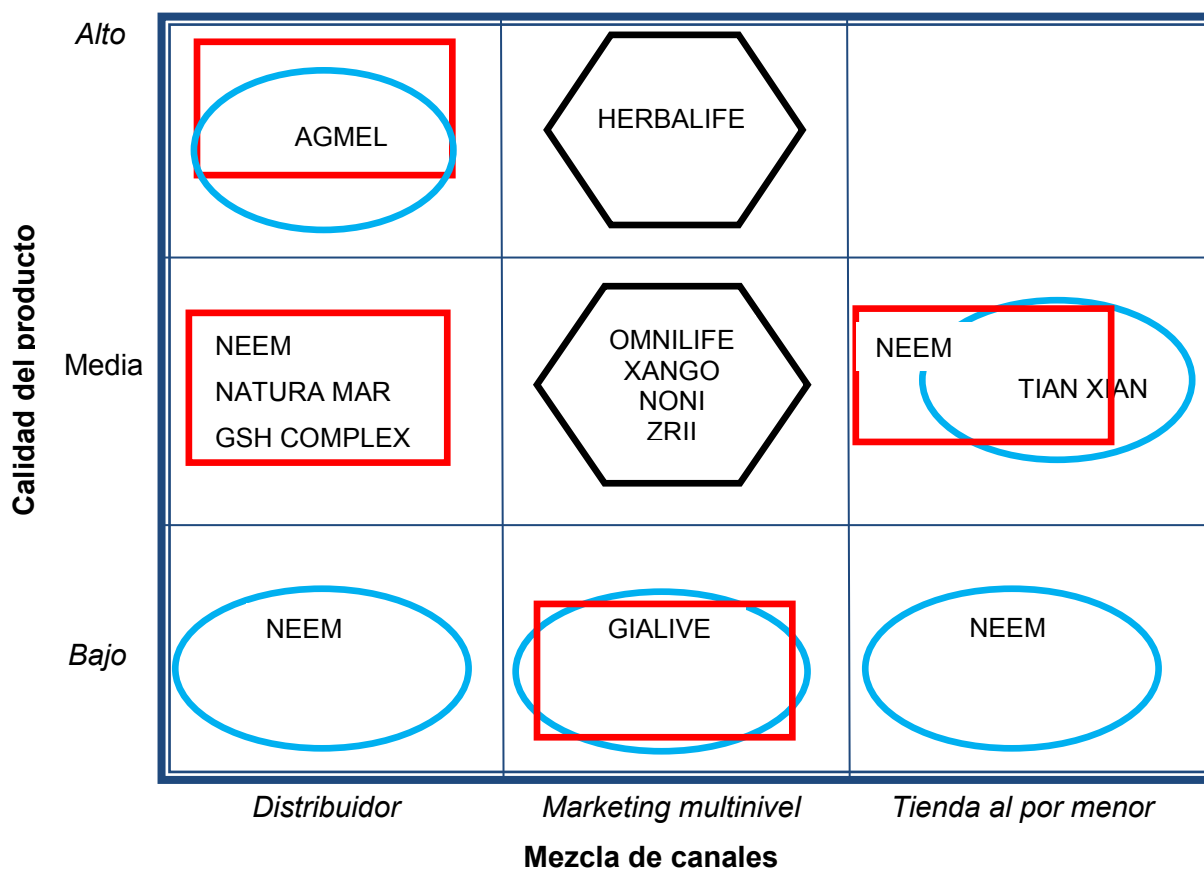 Alto
AGMEL
HERBALIFE
Calidad del producto
Media
NEEM
NATURA MAR
GSH COMPLEX
OMNILIFE
XANGO
NONI
ZRII
NEEM
TIAN XIAN
Bajo
NEEM
GIALIVE
NEEM
Distribuidor
Marketing multinivel
Tienda al por menor
Mezcla de canales